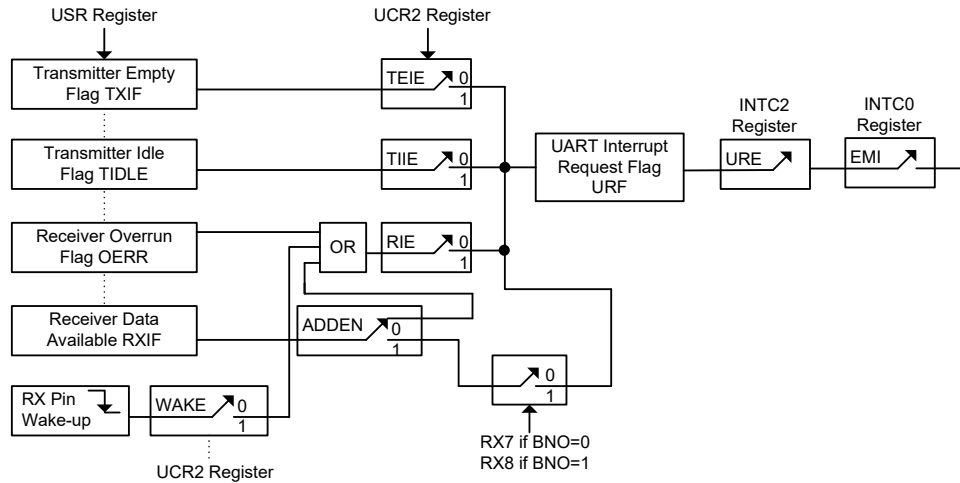 USR Register
UCR2 Register
Transmitter Empty
Flag TXIF
TEIE
0
1
INTC2
Register
INTC0
Register
Transmitter Idle
Flag TIDLE
TIIE
0
1
UART Interrupt
Request Flag
URF
URE
EMI
Receiver Overrun
Flag OERR
OR
RIE
0
1
Receiver Data
Available RXIF
ADDEN
0
1
0
1
RX Pin
Wake-up
WAKE
0
1
RX7 if BNO=0
RX8 if BNO=1
UCR2 Register